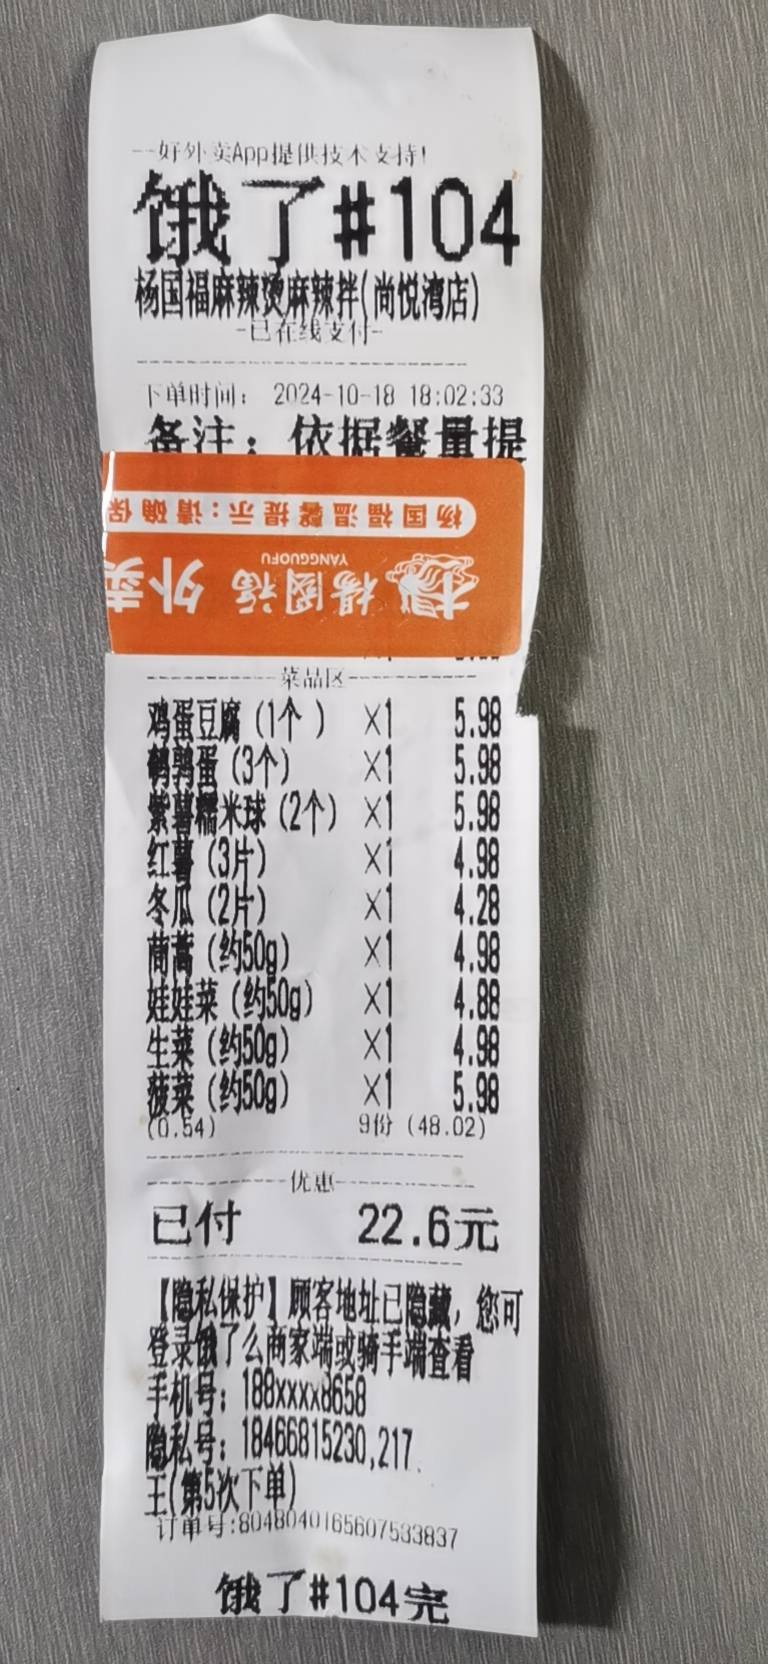 一好外卖App提供技术支持!
饿了#104
杨国福麻辣烫麻辣拌(尚悦湾店)
-已在线支付-
下单时间: 2024-10-18 18:02:33
备注: 依据餐量提
杨国福温馨提示:请确保
YANGGUOFU
杨國福 外卖
菜品区
鸡蛋豆腐 (1个 ) X1 5.98
鹌鹑蛋 (3个) X1 5.98
紫薯糯米球 (2个) X1 5.98
红薯 (3片) X1 4.98
冬瓜 (2片) X1 4.28
茼蒿 (约50g) X1 4.98
娃娃菜 (约50g) X1 4.88
生菜 (约50g) X1 4.98
菠菜 (约50g) X1 5.98
(0.54) 9份 (48.02)
优惠
已付 22.6元
【隐私保护】顾客地址已隐藏, 您可
登录饿了么商家端或骑手端查看
手机号: 188xxxx8658
隐私号: 18466815230,217
王(第5次下单)
订单号:8048040165607533837
饿了#104完